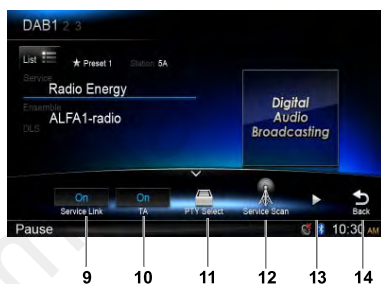 DAB1 2 3
List ★ Preset 1 Station 5A
Service
Radio Energy
Ensemble
ALFA1-radio
DLS
Digital
Audio
Broadcasting
On On
Service Link TA PTY Select Service Scan Back
Pause 10:30 AM
9 10 11 12 13 14